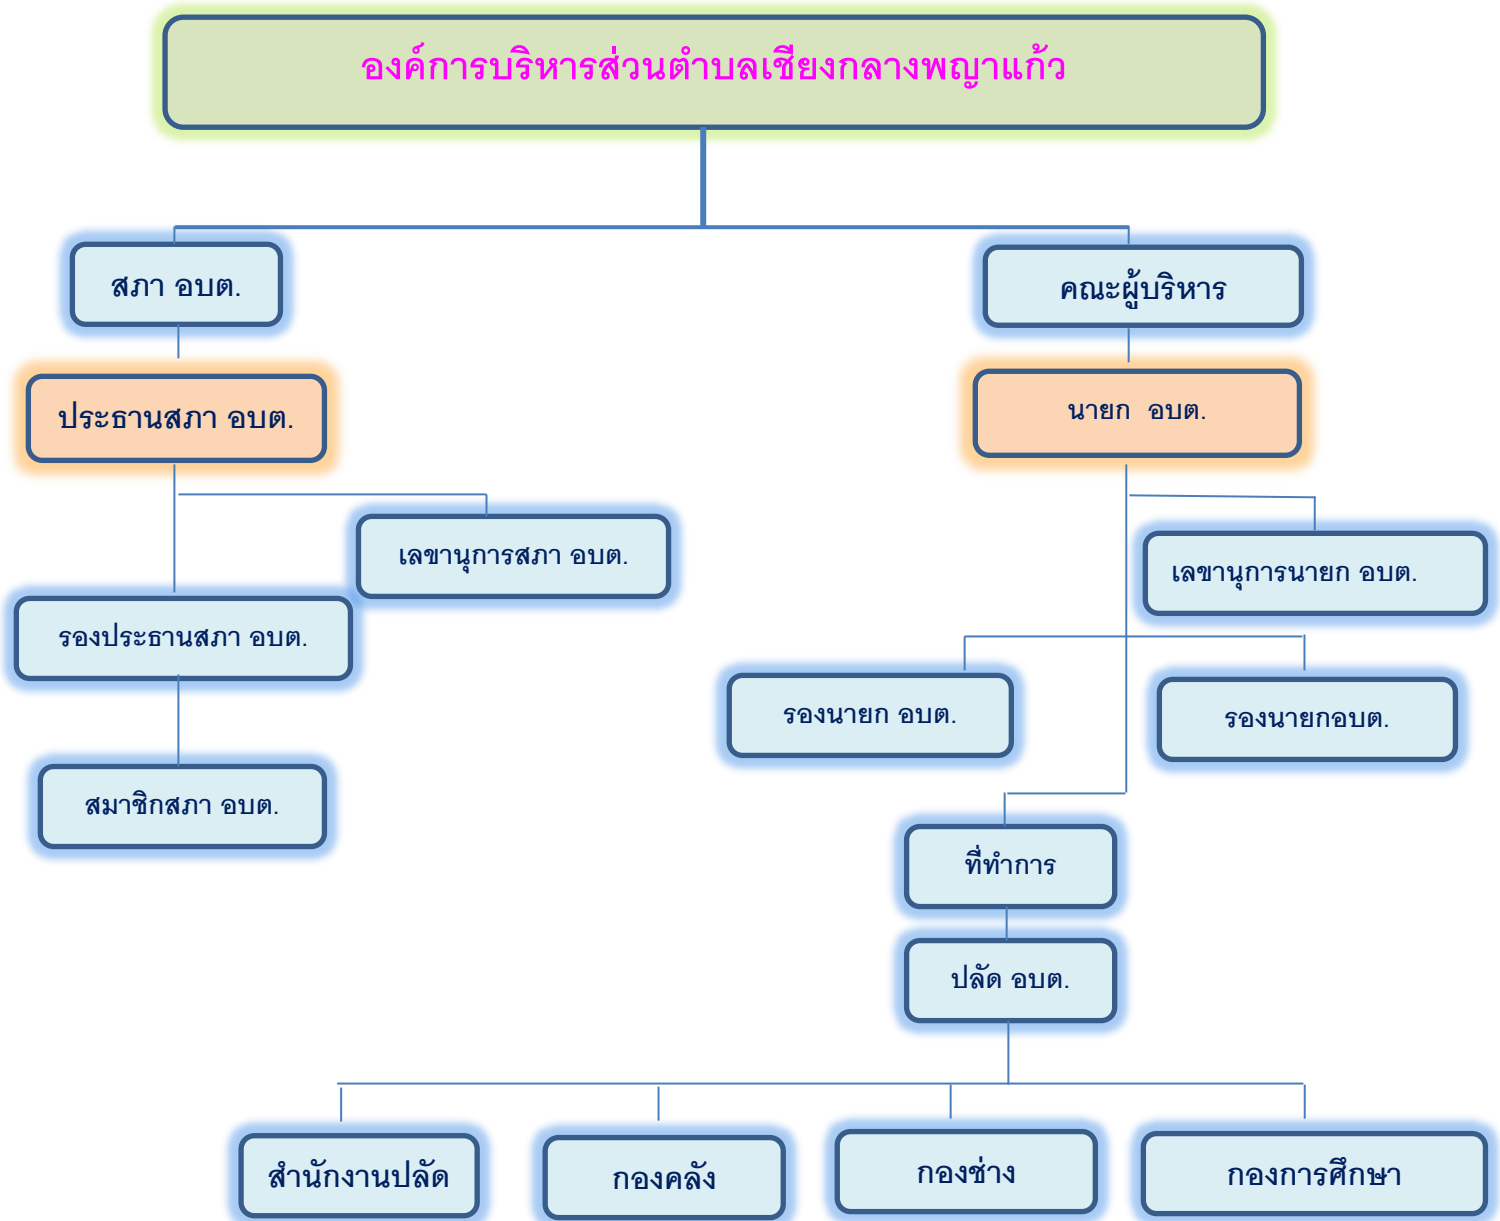 องค์การบริหารส่วนตำบลเชียงกลางพญาแก้ว
สภา อบต.
คณะผู้บริหาร
ประธานสภา อบต.
นายก อบต.
เลขานุการสภา อบต.
เลขานุการนายก อบต.
รองประธานสภา อบต.
รองนายก อบต.
รองนายกอบต.
สมาชิกสภา อบต.
ที่ทำการ
ปลัด อบต.
สำนักงานปลัด
กองคลัง
กองช่าง
กองการศึกษา